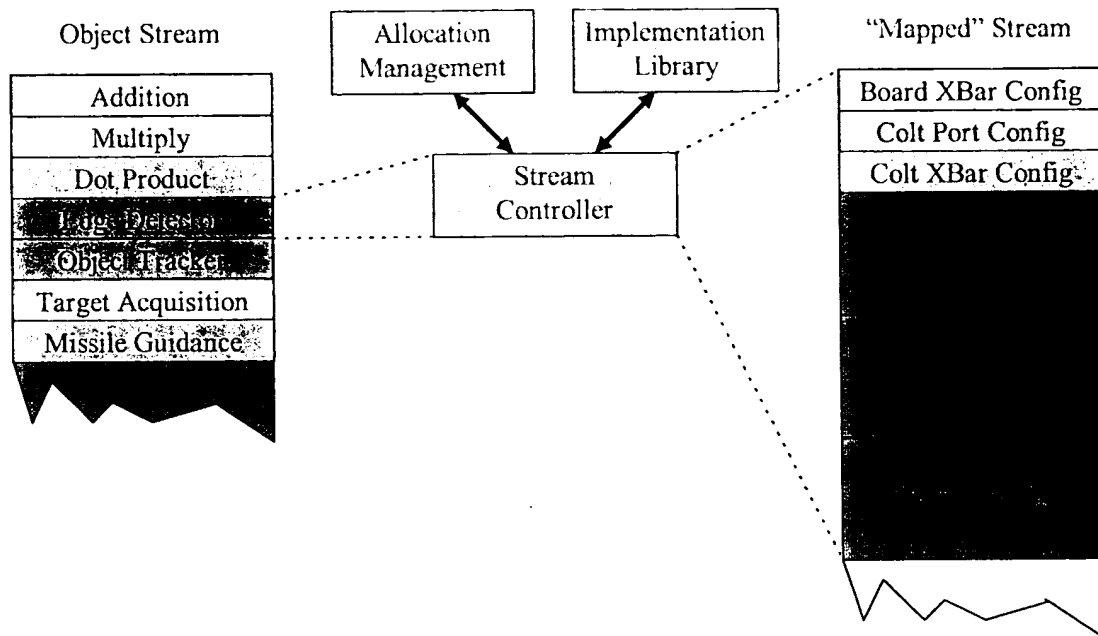 Object Stream
Allocation
Management
Implementation
Library
“Mapped” Stream
Addition
Multiply
Dot Product
Edge Detector
Object Tracker
Target Acquisition
Missile Guidance
Stream
Controller
Board XBar Config
Colt Port Config
Colt XBar Config